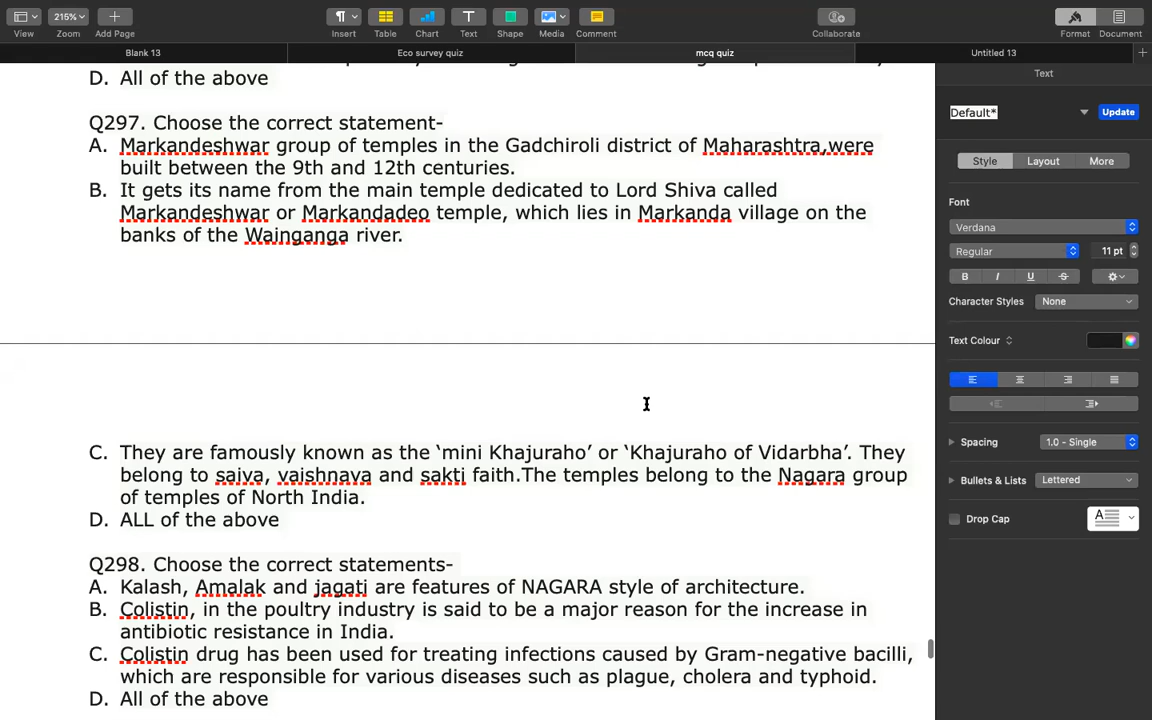 215%
View
Zoom
Add Page
Insert
Table
Chart
Text
Shape
Media
Comment
Collaborate
Format
Document
Blank 13
Eco survey quiz
mcq quiz
Untitled 13
D. All of the above
Q297. Choose the correct statement-
A. Markandeshwar group of temples in the Gadchiroli district of Maharashtra,were
built between the 9th and 12th centuries.
B. It gets its name from the main temple dedicated to Lord Shiva called
Markandeshwar or Markandadeo temple, which lies in Markanda village on the
banks of the Wainganga river.
C. They are famously known as the ‘mini Khajuraho’ or ‘Khajuraho of Vidarbha’. They
belong to saiva, vaishnava and sakti faith.The temples belong to the Nagara group
of temples of North India.
D. ALL of the above
Q298. Choose the correct statements-
A. Kalash, Amalak and jagati are features of NAGARA style of architecture.
B. Colistin, in the poultry industry is said to be a major reason for the increase in
antibiotic resistance in India.
C. Colistin drug has been used for treating infections caused by Gram-negative bacilli,
which are responsible for various diseases such as plague, cholera and typhoid.
D. All of the above
Text
Default*
Update
Style
Layout
More
Font
Verdana
Regular
11 pt
B I U S
Character Styles
None
Text Colour
Spacing
1.0 - Single
Bullets & Lists
Lettered
Drop Cap
A